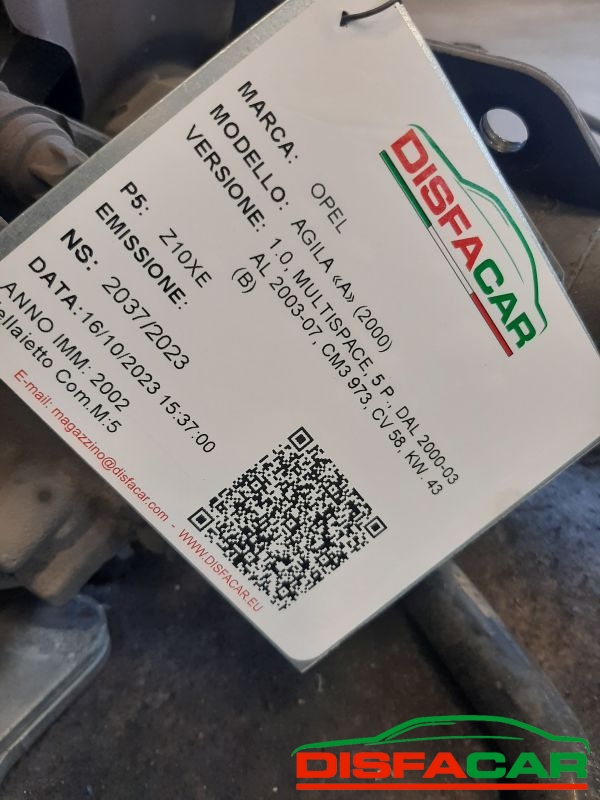 MARCA: OPEL
MODELLO: AGILA «A» (2000)
VERSIONE: 1.0, MULTISPACE, 5 P., DAL 2000-03
AL 2003-07, CM3 973, CV 58, KW. 43
(B)
P5: Z10XE
EMISSIONE:
NS: 2037/2023
DATA:16/10/2023 15:37:00
ANNO IMM: 2002
Com.M:5
E-mail: magazzino@disfacar.com - WWW.DISFACAR.EU
DISFACAR
DISFACAR